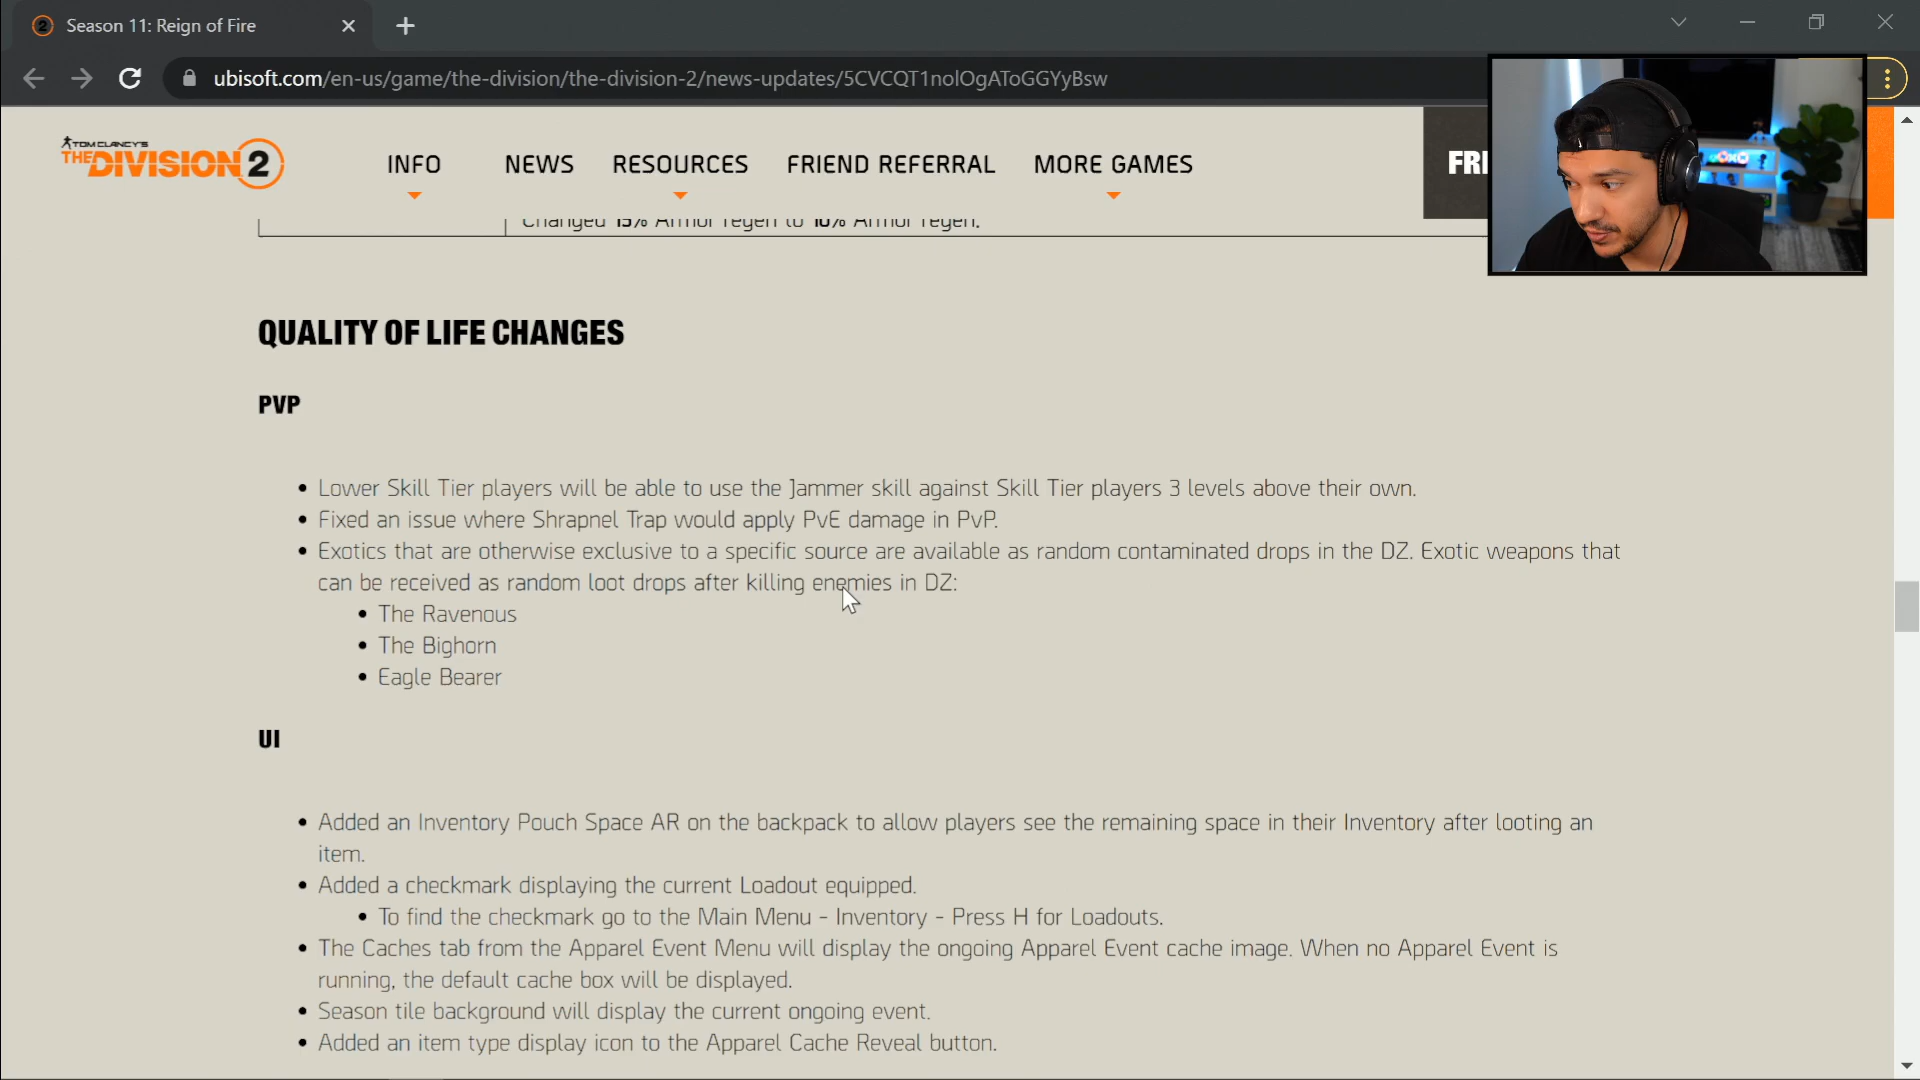 Season 11: Reign of Fire
ubisoft.com/en-us/game/the-division/the-division-2/news-updates/5CVCQT1nolOgAToGGYyBsw
TOM CLANCY'S
THE DIVISION 2
INFO NEWS RESOURCES FRIEND REFERRAL MORE GAMES
Changed 15% Armor regen to 10% Armor regen.
QUALITY OF LIFE CHANGES
PVP
• Lower Skill Tier players will be able to use the Jammer skill against Skill Tier players 3 levels above their own.
• Fixed an issue where Shrapnel Trap would apply PvE damage in PvP.
• Exotics that are otherwise exclusive to a specific source are available as random contaminated drops in the DZ. Exotic weapons that
can be received as random loot drops after killing enemies in DZ:
• The Ravenous
• The Bighorn
• Eagle Bearer
UI
• Added an Inventory Pouch Space AR on the backpack to allow players see the remaining space in their Inventory after looting an
item.
• Added a checkmark displaying the current Loadout equipped.
• To find the checkmark go to the Main Menu - Inventory - Press H for Loadouts.
• The Caches tab from the Apparel Event Menu will display the ongoing Apparel Event cache image. When no Apparel Event is
running, the default cache box will be displayed.
• Season tile background will display the current ongoing event.
• Added an item type display icon to the Apparel Cache Reveal button.